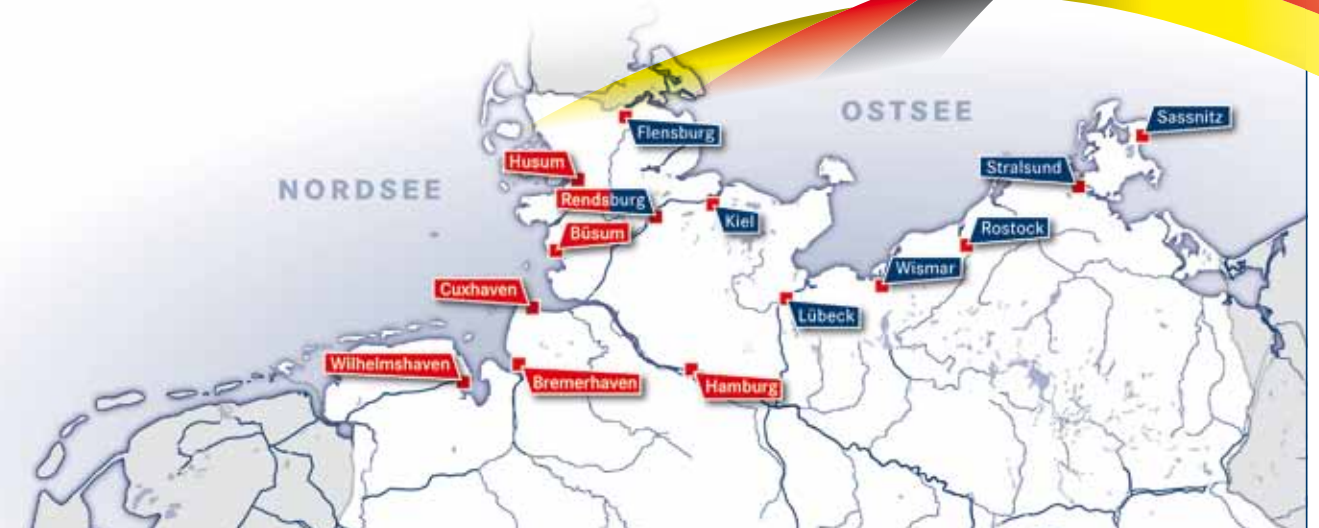 OSTSEE
Sassnitz
Flensburg
Husum
Stralsund
NORDSEE
Rendsburg
Kiel
Büsum
Rostock
Wismar
Cuxhaven
Lübeck
Wilhelmshaven
Bremerhaven
Hamburg